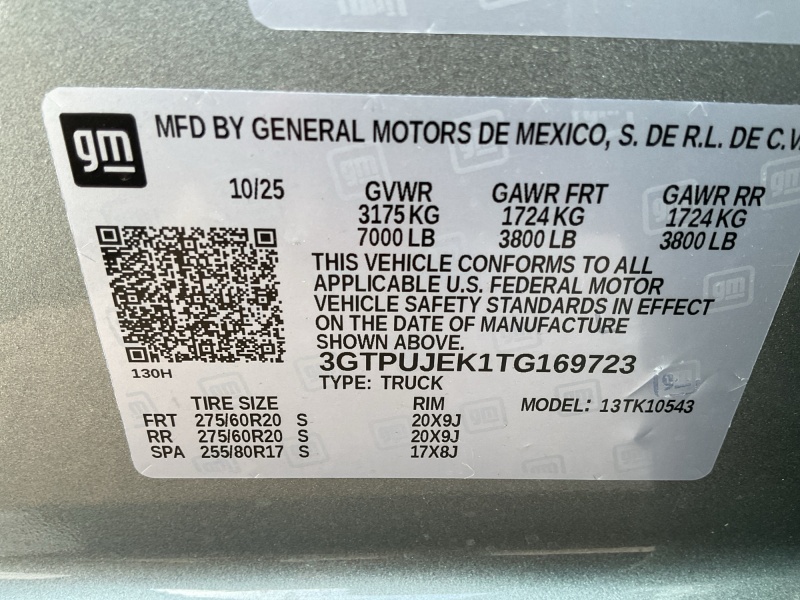 gm
MFD BY GENERAL MOTORS DE MEXICO, S. DE R.L. DE C.V.
10/25 GVWR GAWR FRT GAWR RR
3175 KG 1724 KG 1724 KG
7000 LB 3800 LB 3800 LB
THIS VEHICLE CONFORMS TO ALL
APPLICABLE U.S. FEDERAL MOTOR
VEHICLE SAFETY STANDARDS IN EFFECT
ON THE DATE OF MANUFACTURE
SHOWN ABOVE.
3GTPUJEK1TG169723
130H TYPE: TRUCK
TIRE SIZE RIM MODEL: 13TK10543
FRT 275/60R20 S 20X9J
RR 275/60R20 S 20X9J
SPA 255/80R17 S 17X8J